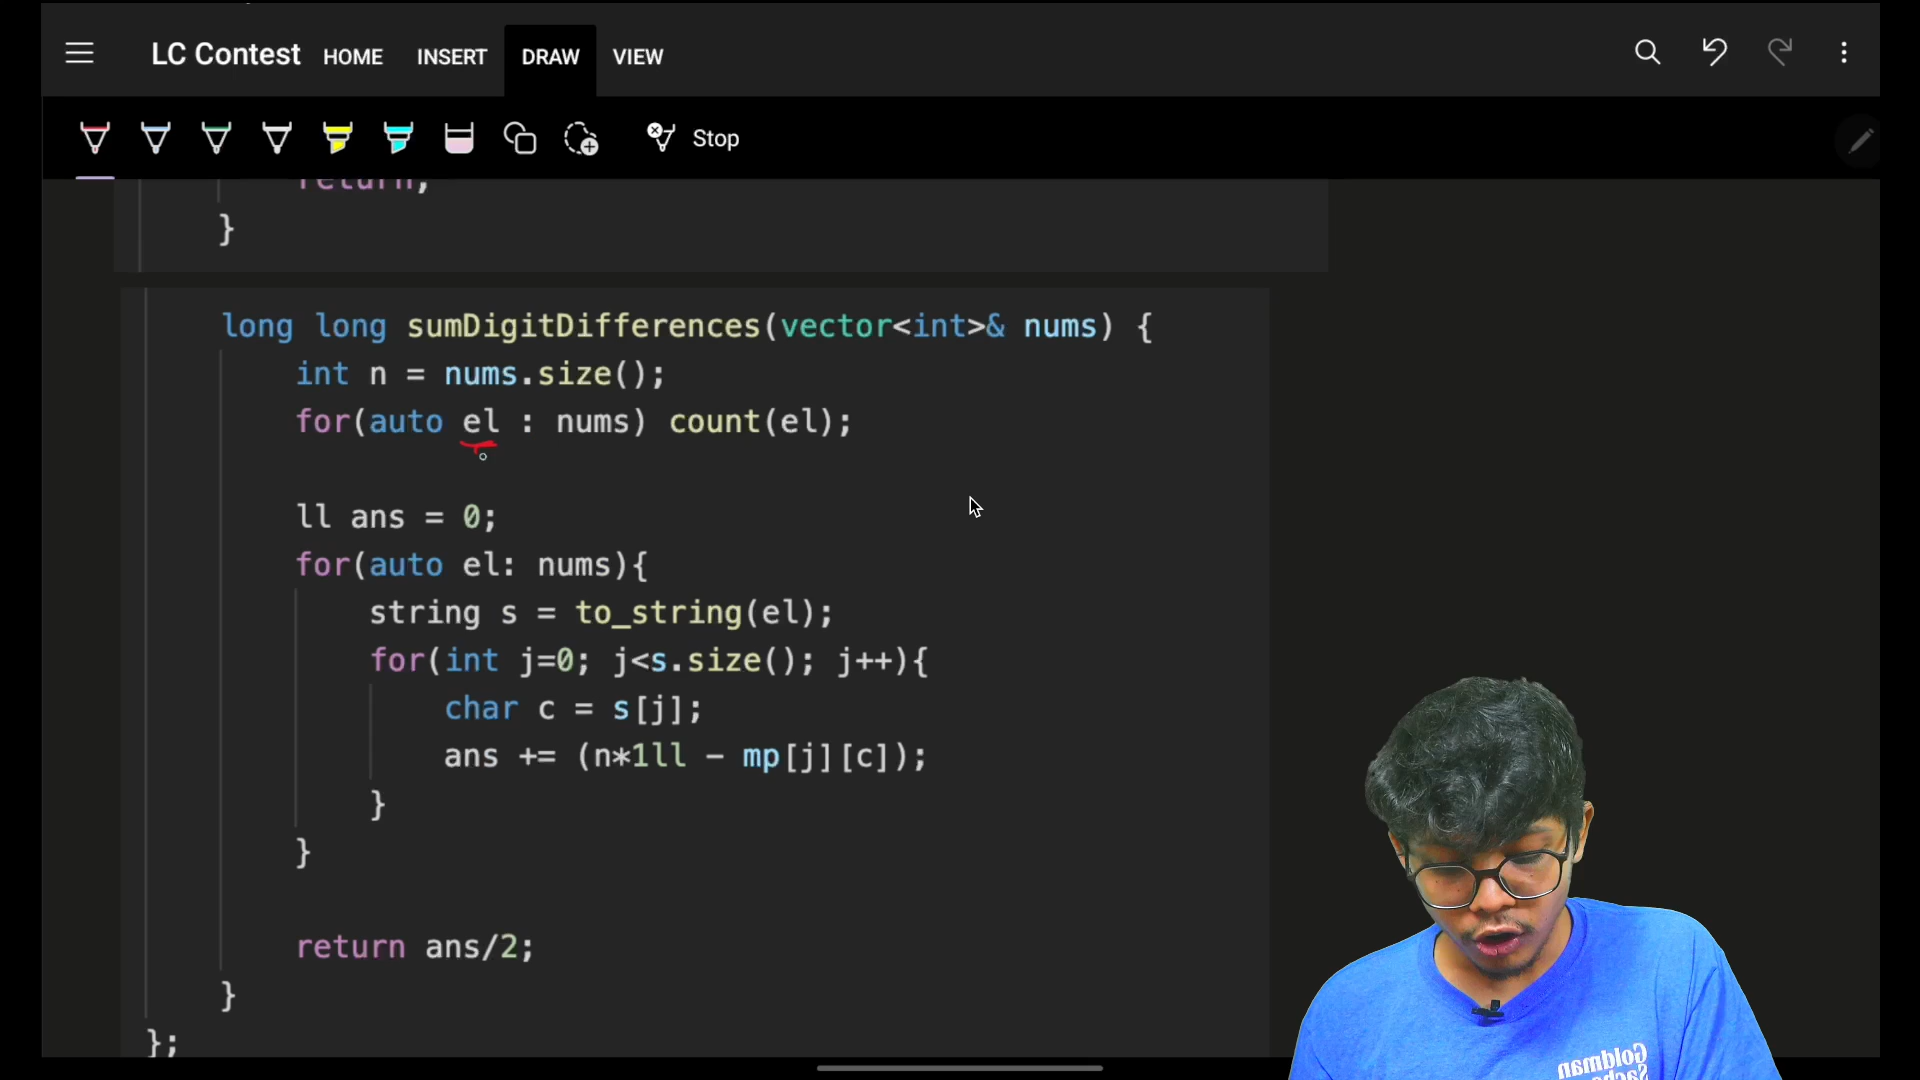 LC Contest HOME INSERT DRAW VIEW
Stop
return;
}
long long sumDigitDifferences(vector<int>& nums) {
int n = nums.size();
for(auto el : nums) count(el);
ll ans = 0;
for(auto el: nums){
string s = to_string(el);
for(int j=0; j<s.size(); j++){
char c = s[j];
ans += (n*1ll - mp[j][c]);
}
}
return ans/2;
}
};
Goldman